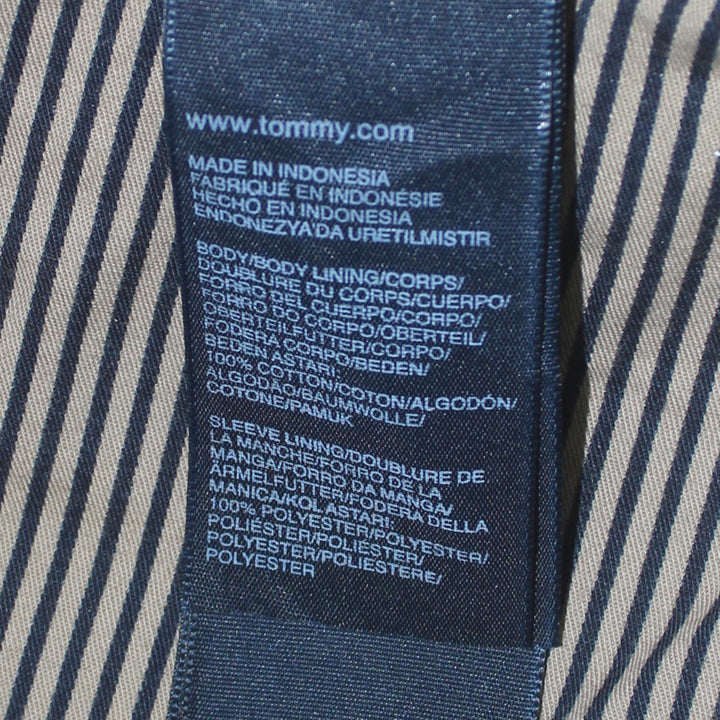 www.tommy.com
MADE IN INDONESIA
FABRIQUÉ EN INDONÉSIE
HECHO EN INDONESIA
ENDONEZYA'DA URETILMISTIR
BODY/BODY LINING/CORPS/
DOUBLURE DU CORPS/CUERPO/
FORRO DEL CUERPO/CORPO/
FORRO DO CORPO/OBERTEIL/
OBERTEILFUTTER/CORPO/
FODERA CORPO/BEDEN/
BEDEN ASTARI:
100% COTTON/COTON/ALGODÓN/
ALGODÃO/BAUMWOLLE/
COTONE/PAMUK
SLEEVE LINING/DOUBLURE DE
LA MANCHE/FORRO DE LA
MANGA/FORRO DA MANGA/
ÄRMELFUTTER/FODERA DELLA
MANICA/KOL ASTARI:
100% POLYESTER/POLYESTER/
POLIÉSTER/POLIÉSTER/
POLYESTER/POLIESTERE/
POLYESTER